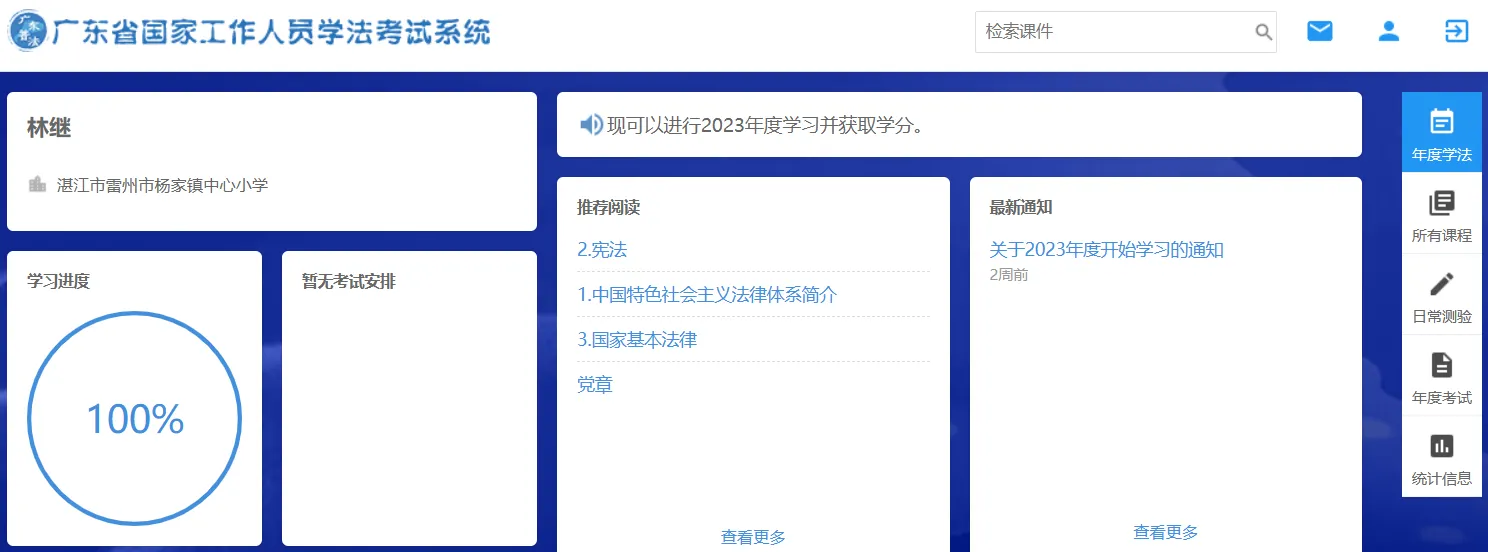 广东普法
广东省国家工作人员学法考试系统
检索课件
林继
湛江市雷州市杨家镇中心小学
学习进度
100%
暂无考试安排
现可以进行2023年度学习并获取学分。
推荐阅读
2.宪法
1.中国特色社会主义法律体系简介
3.国家基本法律
党章
查看更多
最新通知
关于2023年度开始学习的通知
2周前
查看更多
年度学法
所有课程
日常测验
年度考试
统计信息